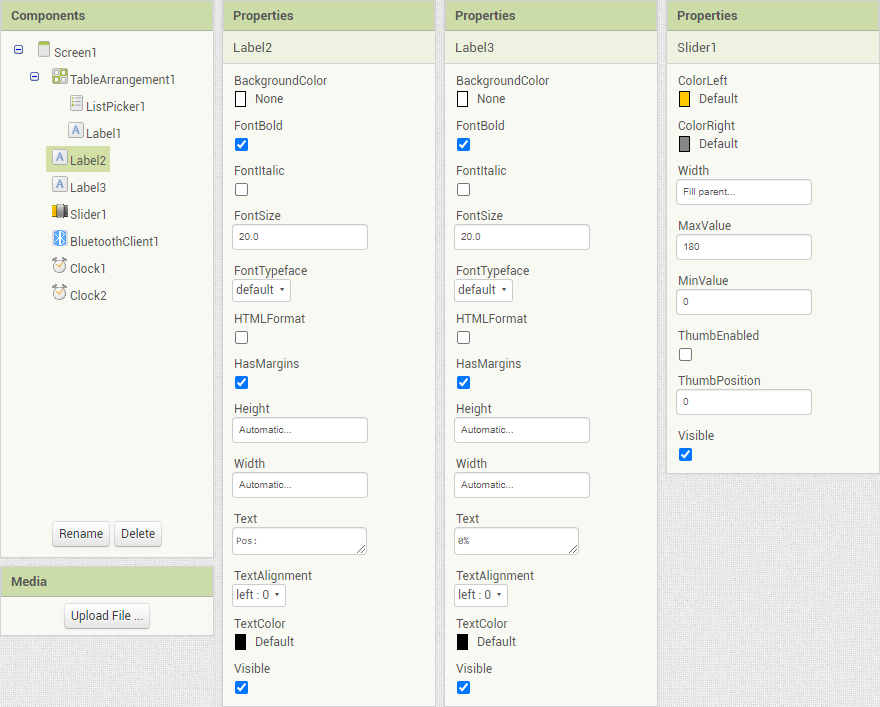 Components
Screen1
TableArrangement1
ListPicker1
A Label1
A Label2
A Label3
Slider1
BluetoothClient1
Clock1
Clock2
Rename Delete
Media
Upload File ...
Properties
Label2
BackgroundColor
None
FontBold
FontItalic
FontSize
20.0
FontTypeface
default
HTMLFormat
HasMargins
Height
Automatic...
Width
Automatic...
Text
Pos:
TextAlignment
left : 0
TextColor
Default
Visible
Properties
Label3
BackgroundColor
None
FontBold
FontItalic
FontSize
20.0
FontTypeface
default
HTMLFormat
HasMargins
Height
Automatic...
Width
Automatic...
Text
0%
TextAlignment
left : 0
TextColor
Default
Visible
Properties
Slider1
ColorLeft
Default
ColorRight
Default
Width
Fill parent...
MaxValue
180
MinValue
0
ThumbEnabled
ThumbPosition
0
Visible